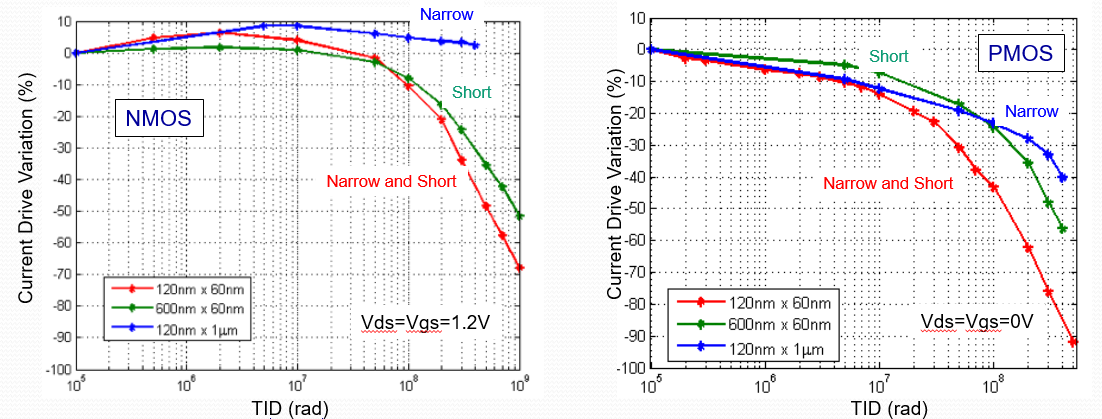 Current Drive Variation (%)
10
0
-10
-20
-30
-40
-50
-60
-70
-80
-90
-100
NMOS
Narrow
Short
Narrow and Short
120nm x 60nm
600nm x 60nm
120nm x 1µm
Vds=Vgs=1.2V
10^5
10^6
10^7
10^8
10^9
TID (rad)
Current Drive Variation (%)
10
0
-10
-20
-30
-40
-50
-60
-70
-80
-90
-100
PMOS
Short
Narrow
Narrow and Short
120nm x 60nm
600nm x 60nm
120nm x 1µm
Vds=Vgs=0V
10^5
10^6
10^7
10^8
TID (rad)